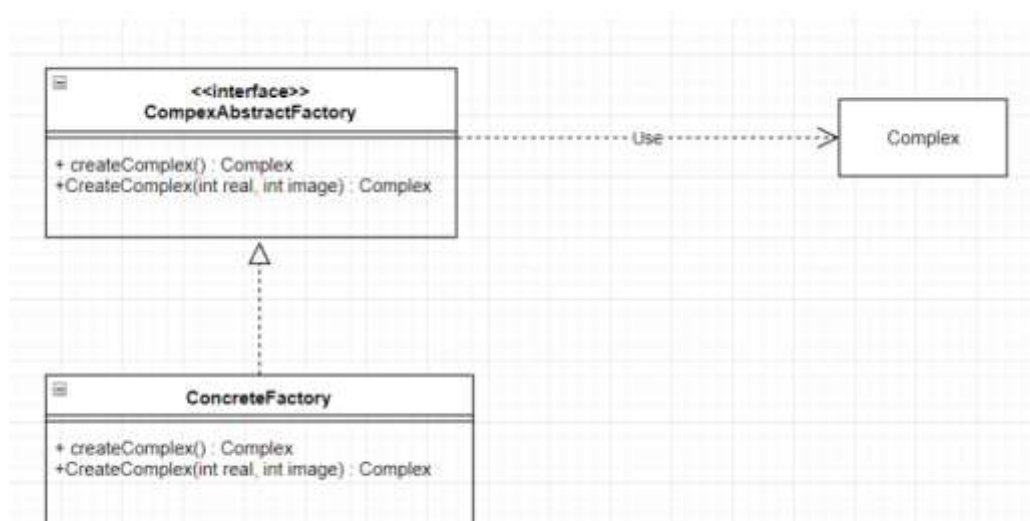 <<interface>>
CompexAbstractFactory
+ createComplex() : Complex
+CreateComplex(int real, int image) : Complex
Use
Complex
ConcreteFactory
+ createComplex() : Complex
+CreateComplex(int real, int image) : Complex